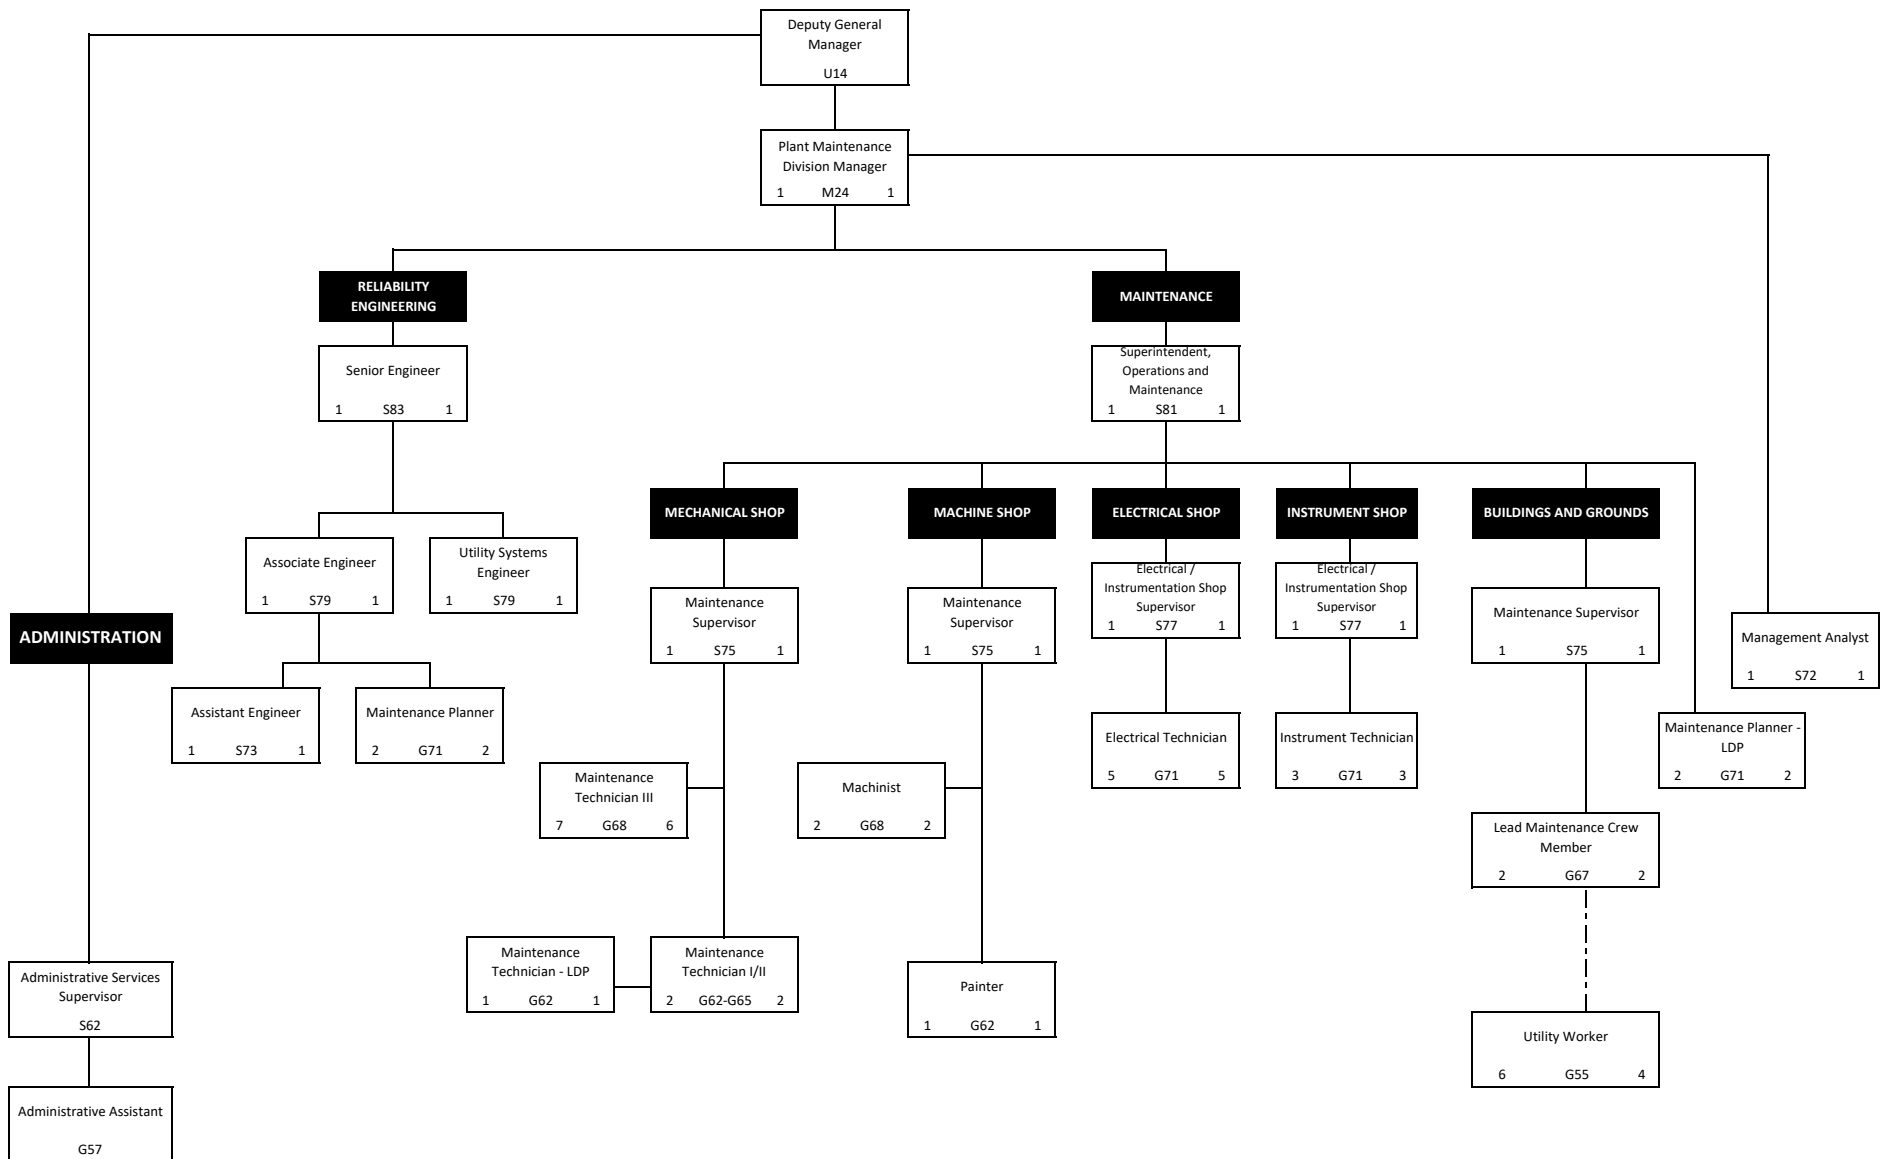 Deputy General
Manager
U14
Plant Maintenance
Division Manager
1 M24 1
RELIABILITY
ENGINEERING
MAINTENANCE
Senior Engineer
1 S83 1
Superintendent,
Operations and
Maintenance
1 S81 1
MECHANICAL SHOP
MACHINE SHOP
ELECTRICAL SHOP
INSTRUMENT SHOP
BUILDINGS AND GROUNDS
Associate Engineer
1 S79 1
Utility Systems
Engineer
1 S79 1
Maintenance
Supervisor
1 S75 1
Maintenance
Supervisor
1 S75 1
Electrical /
Instrumentation Shop
Supervisor
1 S77 1
Electrical /
Instrumentation Shop
Supervisor
1 S77 1
Maintenance Supervisor
1 S75 1
ADMINISTRATION
Management Analyst
1 S72 1
Assistant Engineer
1 S73 1
Maintenance Planner
2 G71 2
Electrical Technician
5 G71 5
Instrument Technician
3 G71 3
Maintenance Planner -
LDP
2 G71 2
Maintenance
Technician III
7 G68 6
Machinist
2 G68 2
Lead Maintenance Crew
Member
2 G67 2
Maintenance
Technician - LDP
1 G62 1
Maintenance
Technician I/II
2 G62-G65 2
Painter
1 G62 1
Administrative Services
Supervisor
S62
Utility Worker
6 G55 4
Administrative Assistant
G57